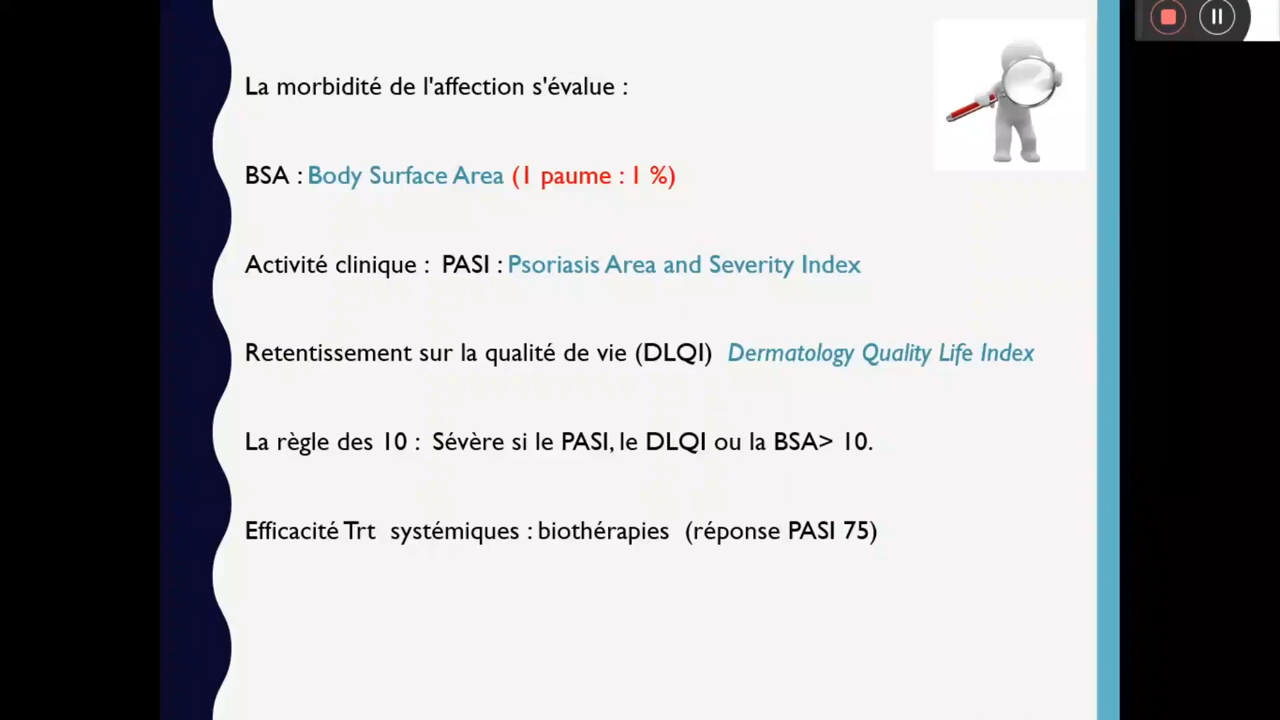 La morbidité de l'affection s'évalue :
BSA : Body Surface Area (1 paume : 1 %)
Activité clinique : PASI : Psoriasis Area and Severity Index
Retentissement sur la qualité de vie (DLQI) Dermatology Quality Life Index
La règle des 10 : Sévère si le PASI, le DLQI ou la BSA> 10.
Efficacité Trt systémiques : biothérapies (réponse PASI 75)